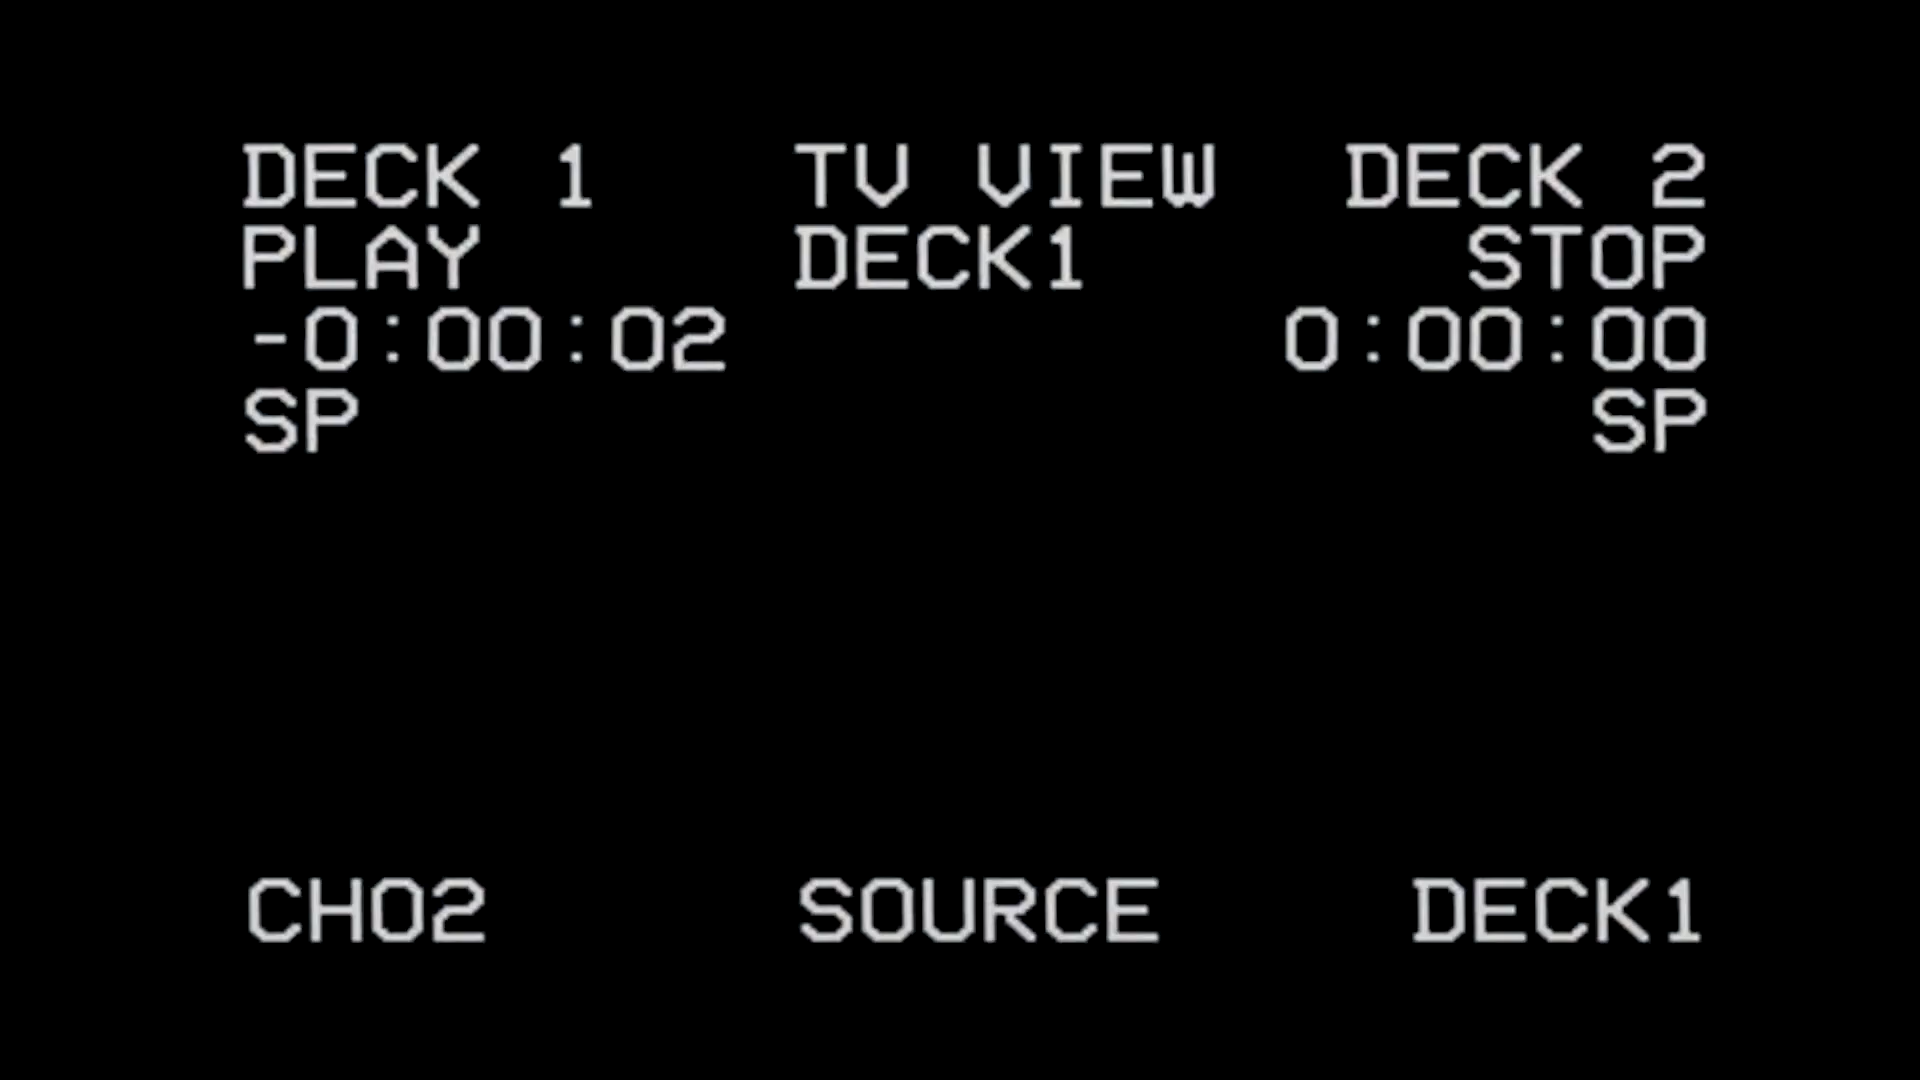 DECK 1 TV VIEW DECK 2
PLAY DECK1 STOP
-0:00:02 0:00:00
SP SP
CH02 SOURCE DECK1